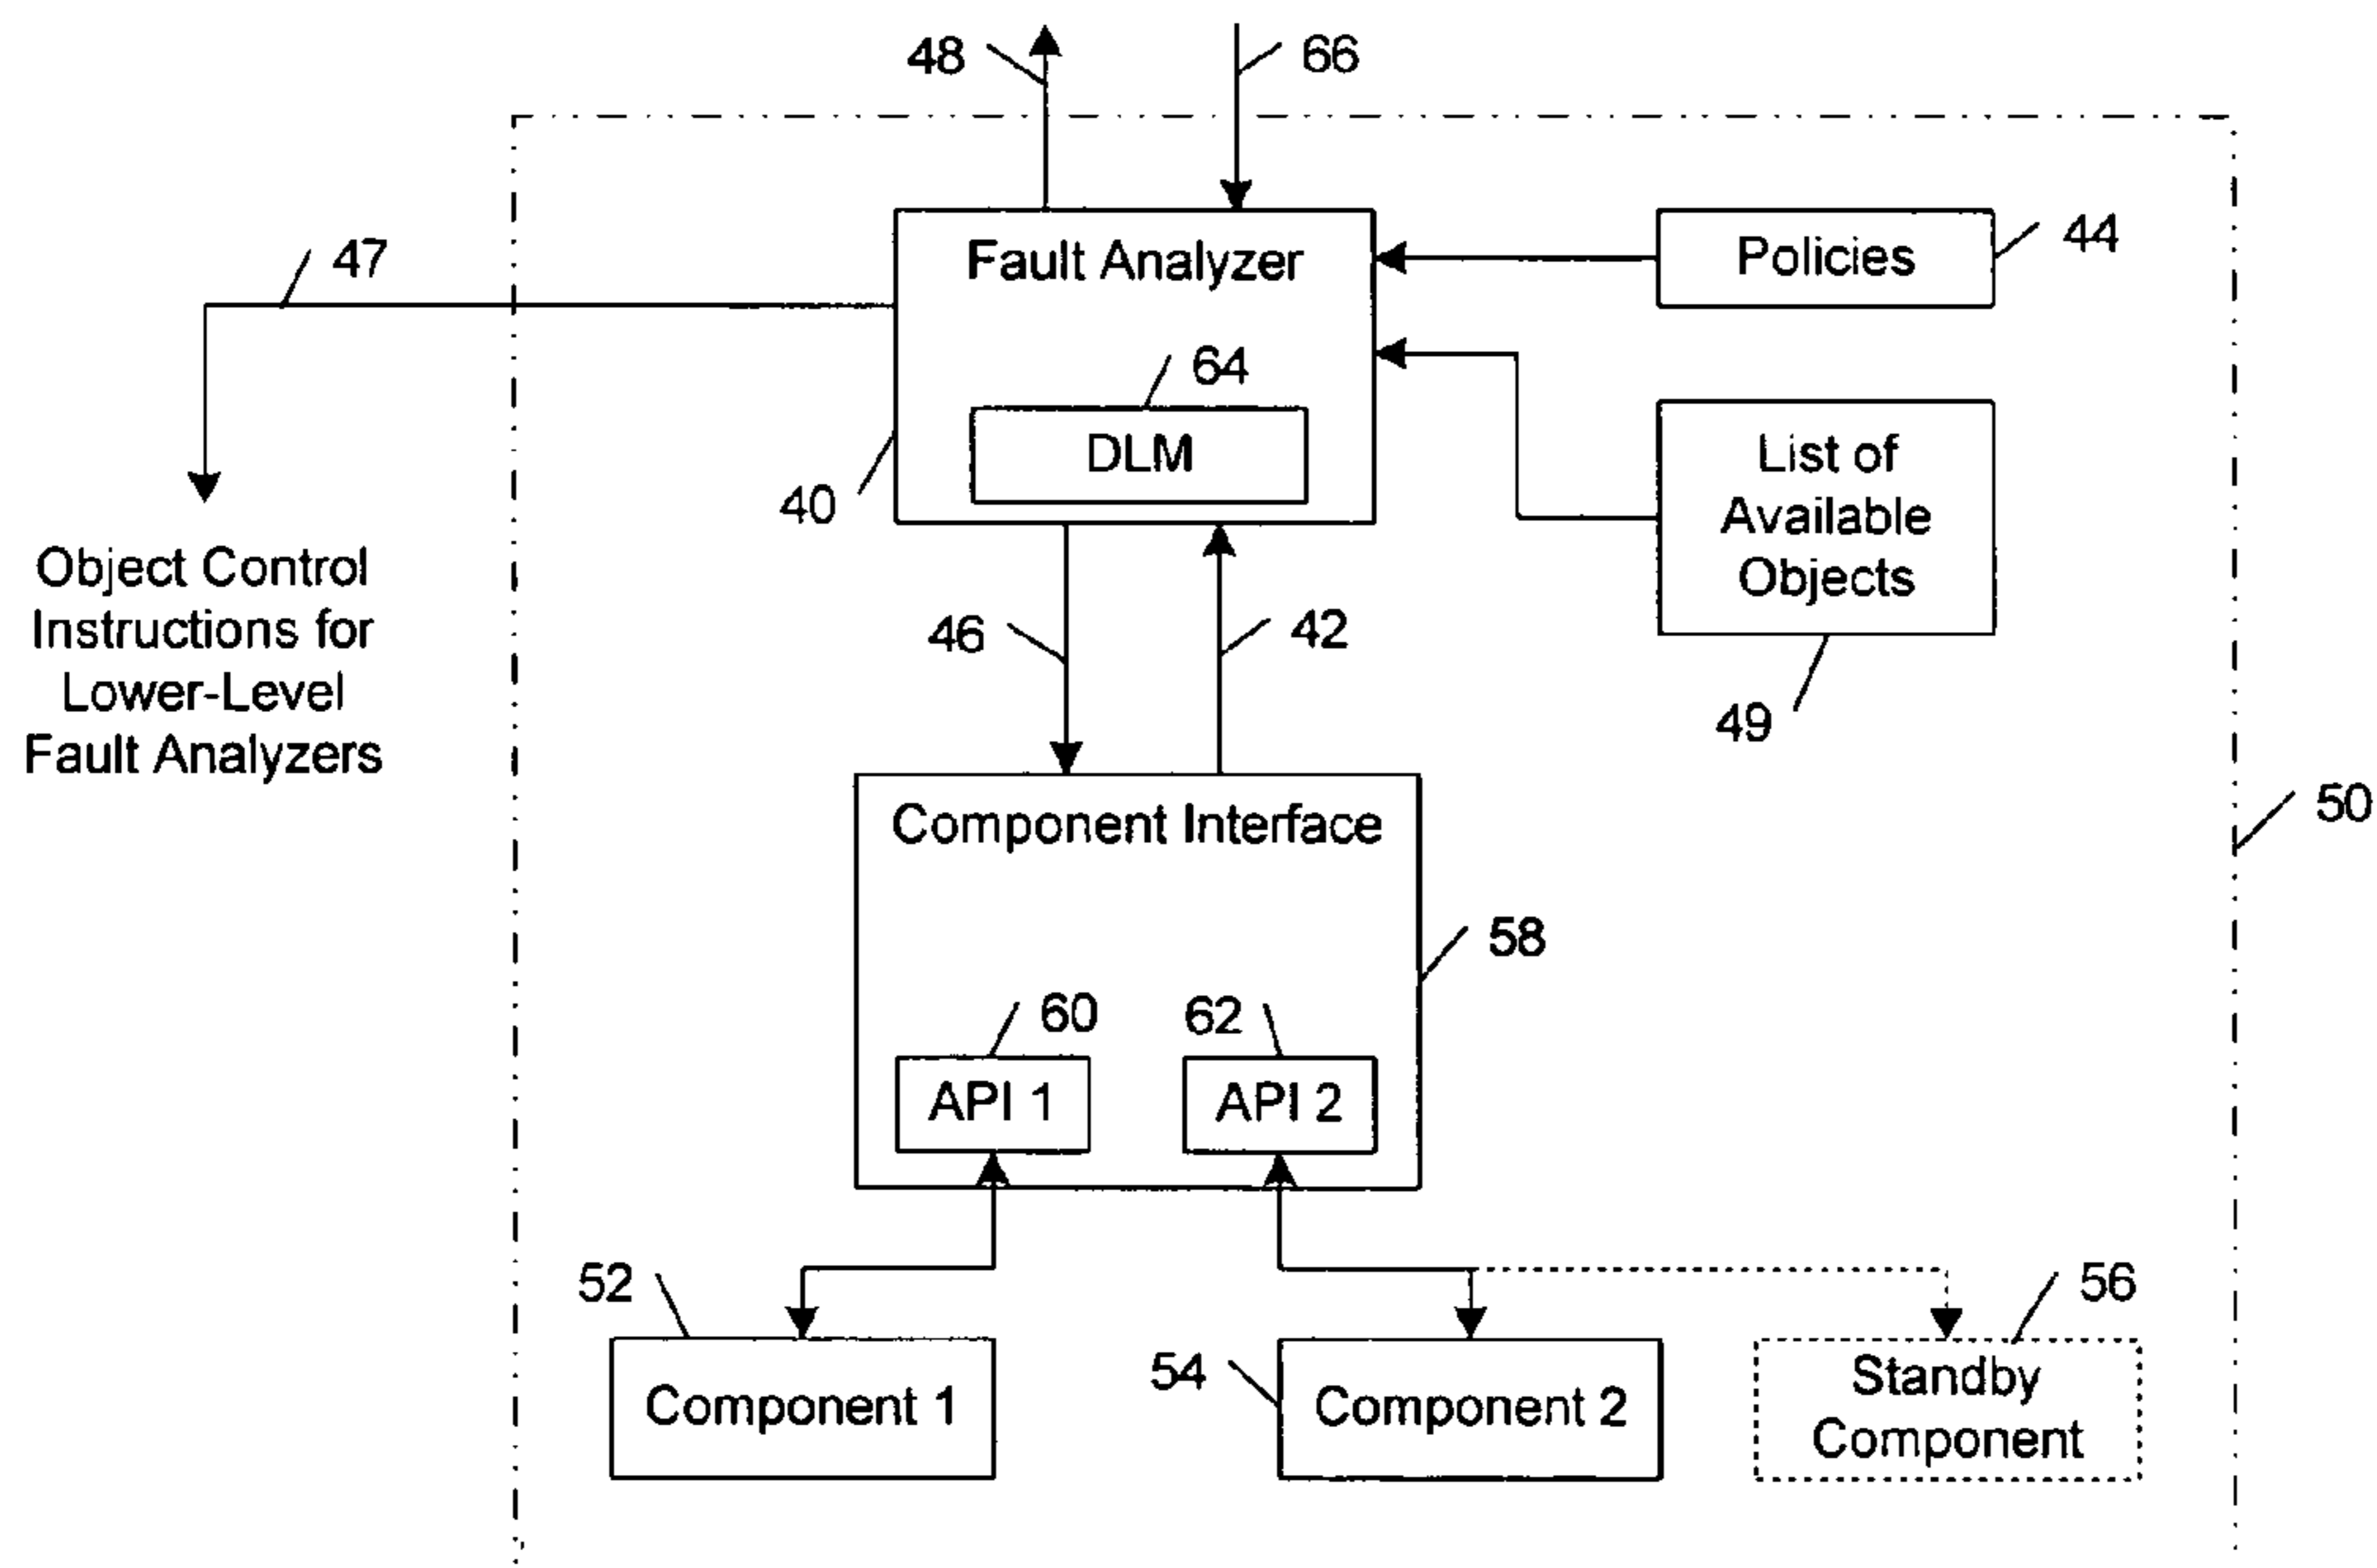 48
66
Fault Analyzer
Policies
44
47
64
DLM
40
List of
Available
Objects
49
Object Control
Instructions for
Lower-Level
Fault Analyzers
46
42
50
Component Interface
58
60
62
API 1
API 2
52
Component 1
54
Component 2
56
Standby
Component